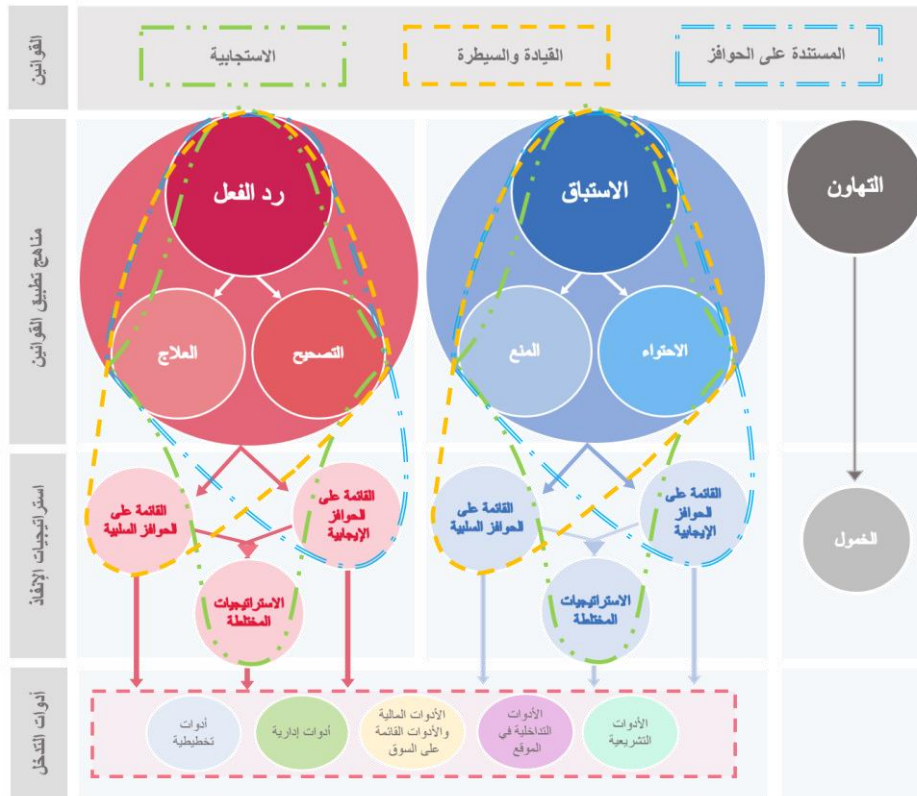 القوانين
المستندة على الحوافز
القيادة والسيطرة
الاستجابية
مناهج تطبيق القوانين
التهاون
الاستباق
رد الفعل
الاحتواء
المنع
التصحيح
العلاج
استراتيجيات الإنفاذ
الخمول
القائمة على
الحوافز
الإيجابية
القائمة على
الحوافز السلبية
الاستراتيجيات
المختلطة
القائمة على
الحوافز
الإيجابية
القائمة على
الحوافز السلبية
الاستراتيجيات
المختلطة
أدوات التدخل
الأدوات
التشريعية
الأدوات
التداخلية في
الموقع
الأدوات المالية
والأدوات القائمة
على السوق
أدوات إدارية
أدوات
تخطيطية